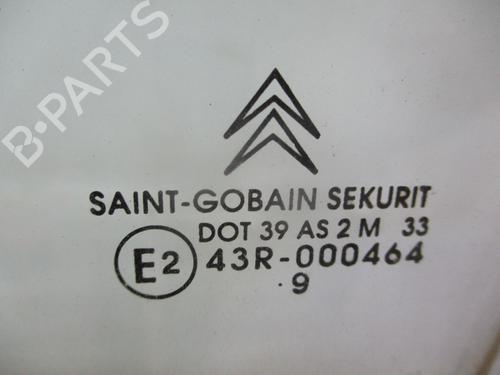 B-PARTS
SAINT-GOBAIN SEKURIT
DOT 39 AS 2 M 33
E2 43R-000464
. 9